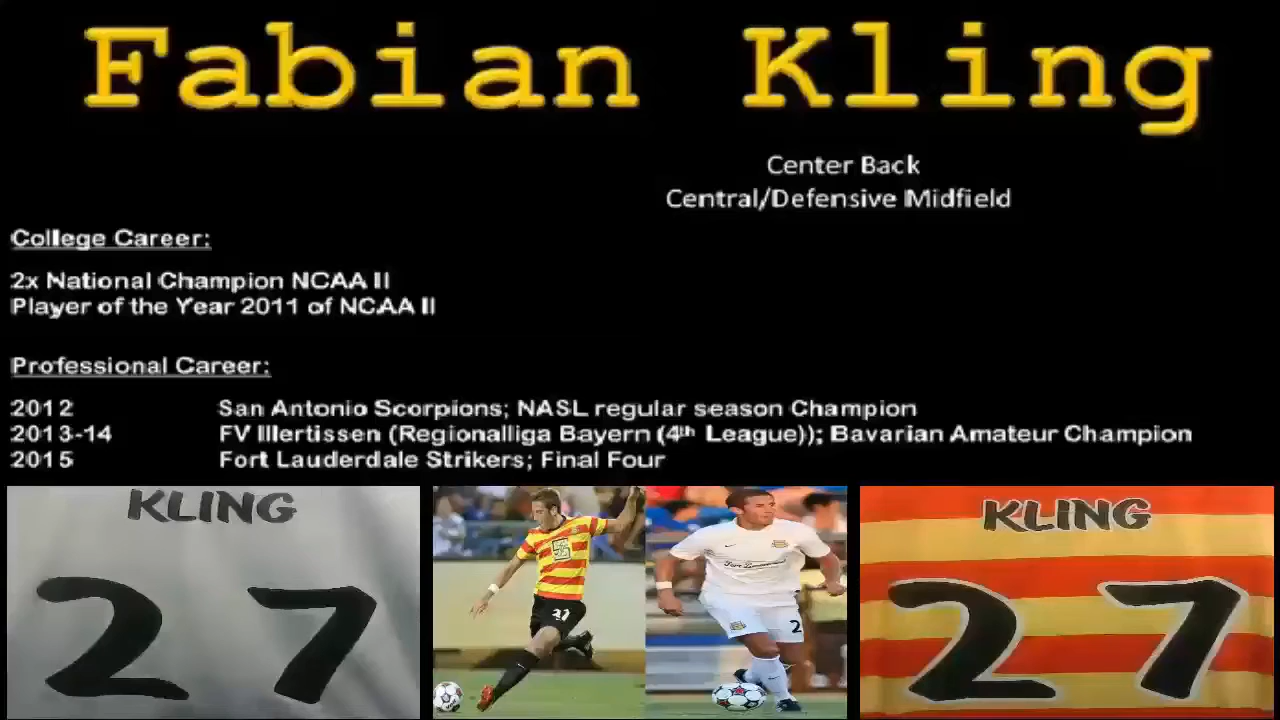 Fabian Kling
Center Back
Central/Defensive Midfield
College Career:
2x National Champion NCAA II
Player of the Year 2011 of NCAA II
Professional Career:
2012 San Antonio Scorpions; NASL regular season Champion
2013-14 FV Illertissen (Regionalliga Bayern (4th League)); Bavarian Amateur Champion
2015 Fort Lauderdale Strikers; Final Four
KLING
27
27
2
KLING
27